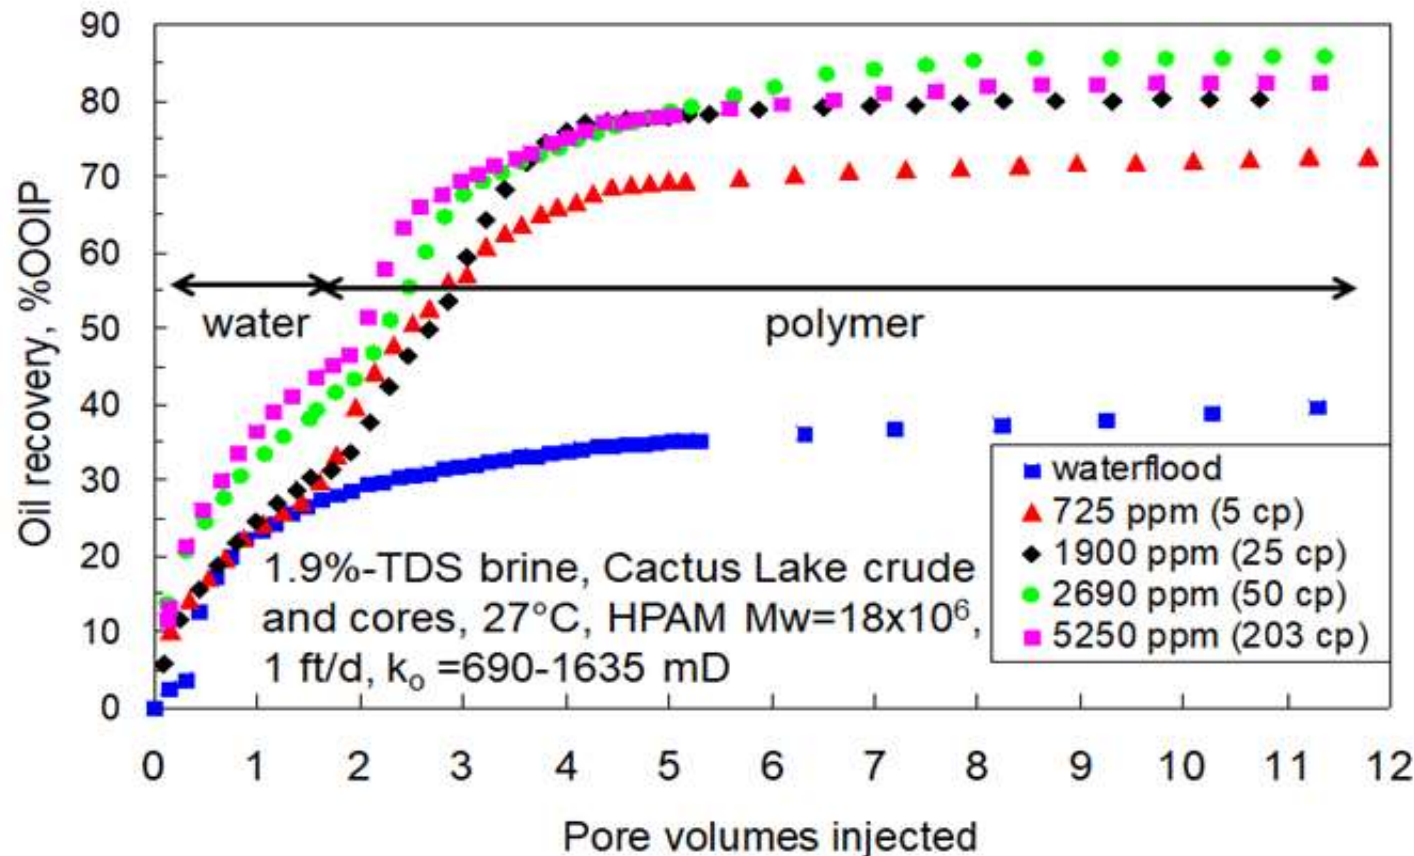 90
80
70
60
50
40
30
20
10
0
Oil recovery, %OOIP
water
polymer
1.9%-TDS brine, Cactus Lake crude
and cores, 27°C, HPAM Mw=18x10⁶,
1 ft/d, kₒ =690-1635 mD
waterflood
725 ppm (5 cp)
1900 ppm (25 cp)
2690 ppm (50 cp)
5250 ppm (203 cp)
0 1 2 3 4 5 6 7 8 9 10 11 12
Pore volumes injected